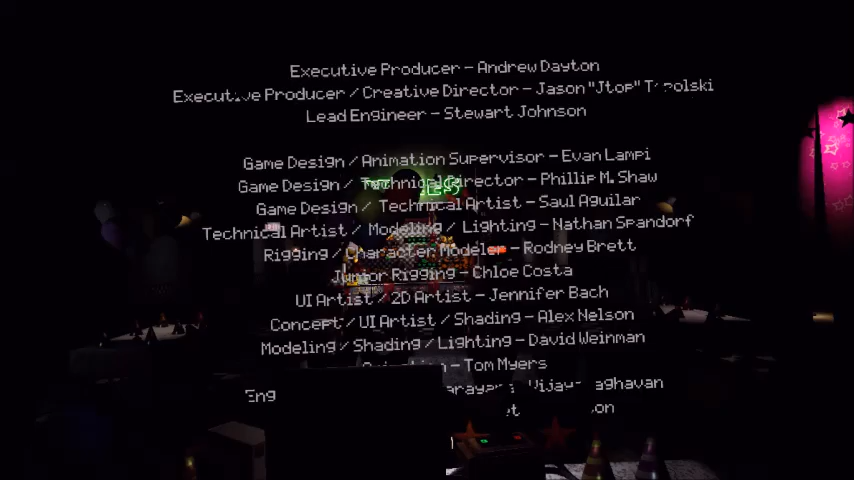 Executive Producer - Andrew Dayton
Executive Producer / Creative Director - Jason "Jtop"
Lead Engineer - Stewart Johnson
Game Design / Animation Supervisor - Evan Lampi
Game Design / Technical Director - Phillip M. Shaw
Game Design / Technical Artist - Saul Aguilar
Technical Artist / Modeling / Lighting - Nathan Spandorf
Rigging / Character Modeler - Rodney Brett
Junior Rigging - Chloe Costa
UI Artist / 2D Artist - Jennifer Bach
Concept / UI Artist / Shading - Alex Nelson
Modeling / Shading / Lighting - David Weinman
- Tom Myers